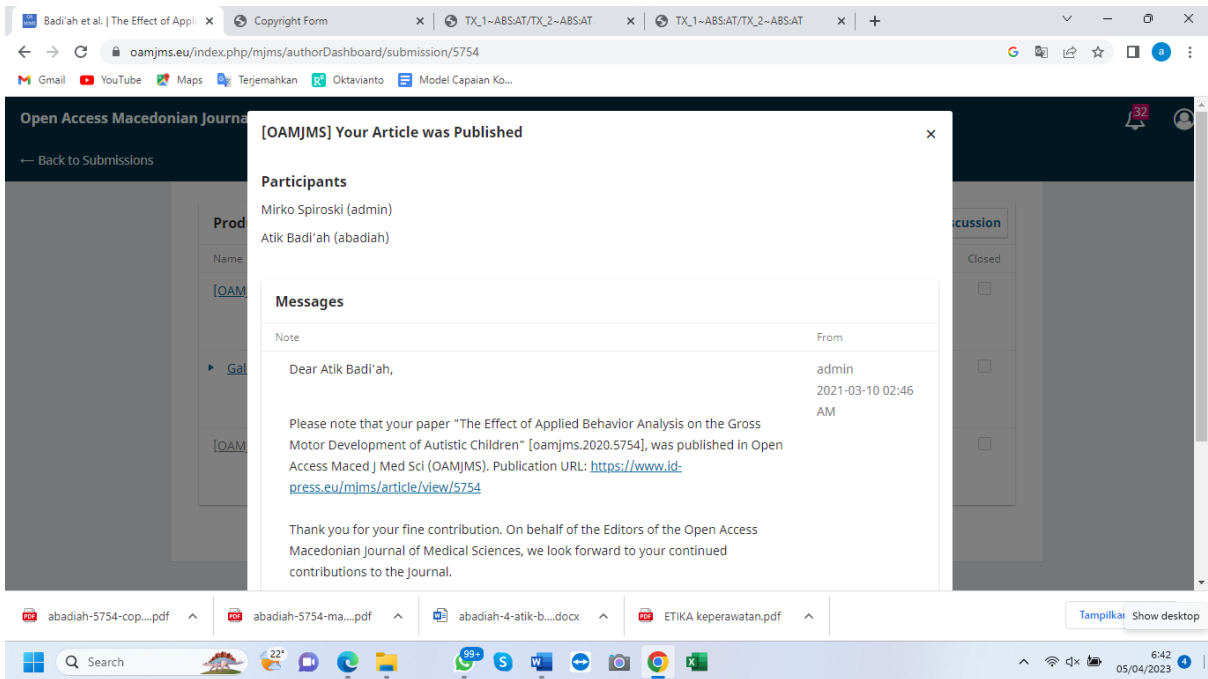 Badi'ah et al. | The Effect of Appli
Copyright Form
TX_1~ABS:AT/TX_2~ABS:AT
TX_1~ABS:AT/TX_2~ABS:AT
oamjms.eu/index.php/mjms/authorDashboard/submission/5754
a
Gmail
YouTube
Maps
Terjemahkan
Oktavianto
Model Capaian Ko...
Open Access Macedonian Journa
32
← Back to Submissions
[OAMJMS] Your Article was Published
Participants
Mirko Spiroski (admin)
Atik Badi'ah (abadiah)
Prod
scussion
Name
Closed
[OAM
Gal
[OAM
Messages
Note
From
Dear Atik Badi'ah,
admin
2021-03-10 02:46
AM
Please note that your paper "The Effect of Applied Behavior Analysis on the Gross
Motor Development of Autistic Children" [oamjms.2020.5754], was published in Open
Access Maced J Med Sci (OAMJMS). Publication URL: https://www.id-
press.eu/mjms/article/view/5754
Thank you for your fine contribution. On behalf of the Editors of the Open Access
Macedonian Journal of Medical Sciences, we look forward to your continued
contributions to the Journal.
abadiah-5754-cop....pdf
abadiah-5754-ma....pdf
abadiah-4-atik-b....docx
ETIKA keperawatan.pdf
Tampilka
Show desktop
Search
22°
99+
6:42
05/04/2023
4